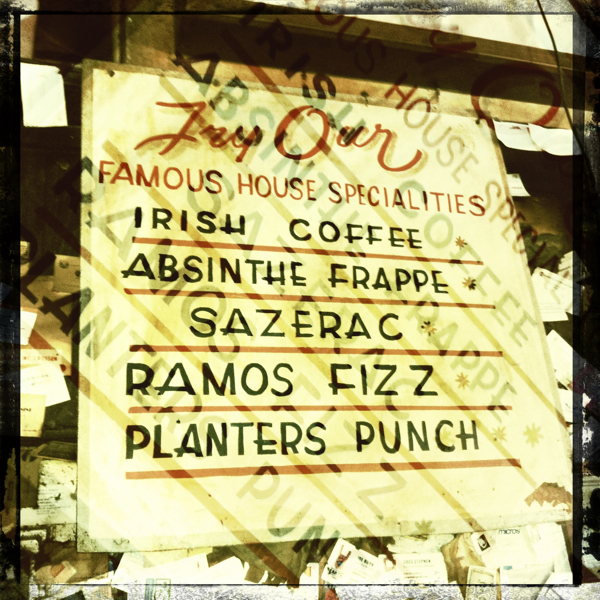 Try Our
FAMOUS HOUSE SPECIALITIES
IRISH COFFEE *
ABSINTHE FRAPPE *
SAZERAC *
RAMOS FIZZ *
PLANTERS PUNCH *